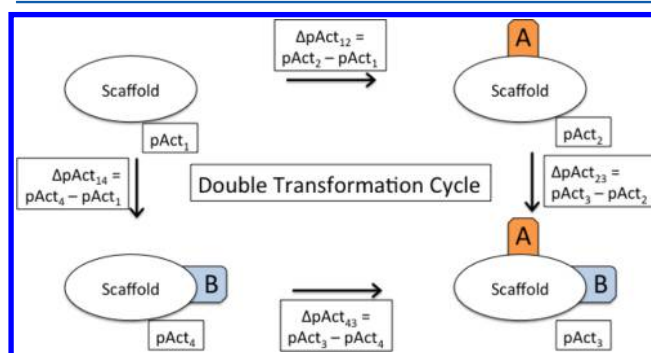 ΔpAct₁₂ =
pAct₂ – pAct₁
A
Scaffold
Scaffold
pAct₁
pAct₂
ΔpAct₁₄ =
pAct₄ – pAct₁
Double Transformation Cycle
ΔpAct₂₃ =
pAct₃ – pAct₂
A
Scaffold
B
Scaffold
B
pAct₄
ΔpAct₄₃ =
pAct₃ – pAct₄
pAct₃